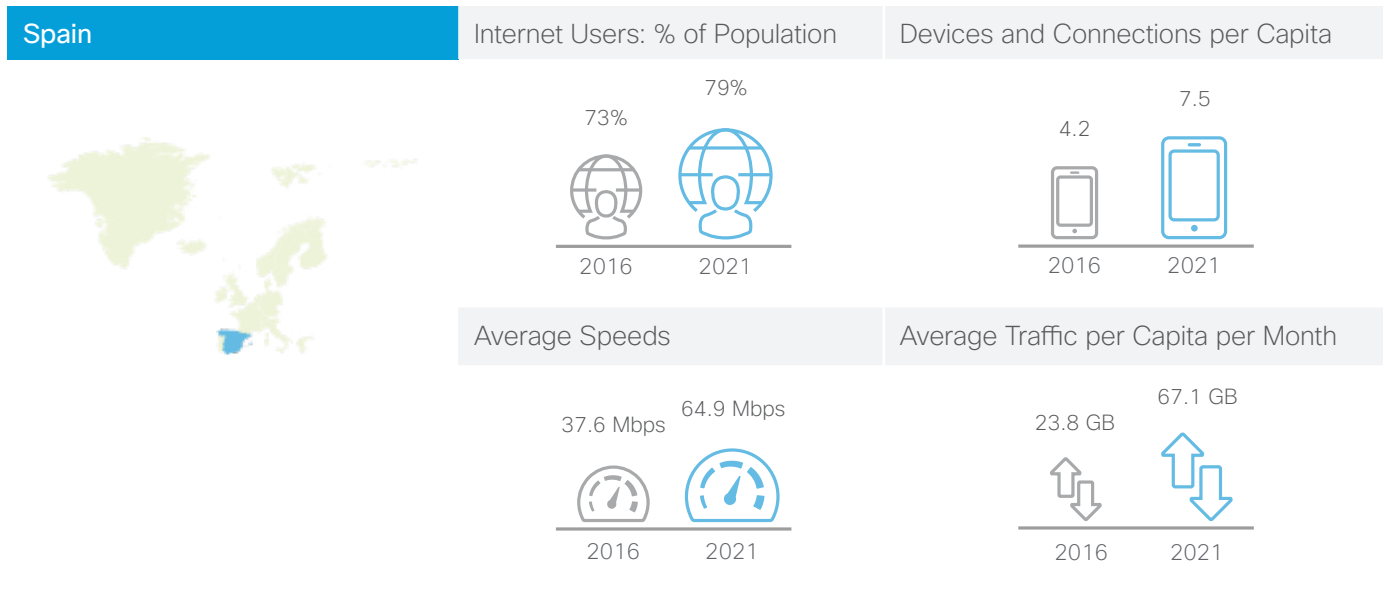 Spain
Internet Users: % of Population
Devices and Connections per Capita
73%
79%
2016
2021
4.2
7.5
2016
2021
Average Speeds
Average Traffic per Capita per Month
37.6 Mbps
64.9 Mbps
2016
2021
23.8 GB
67.1 GB
2016
2021